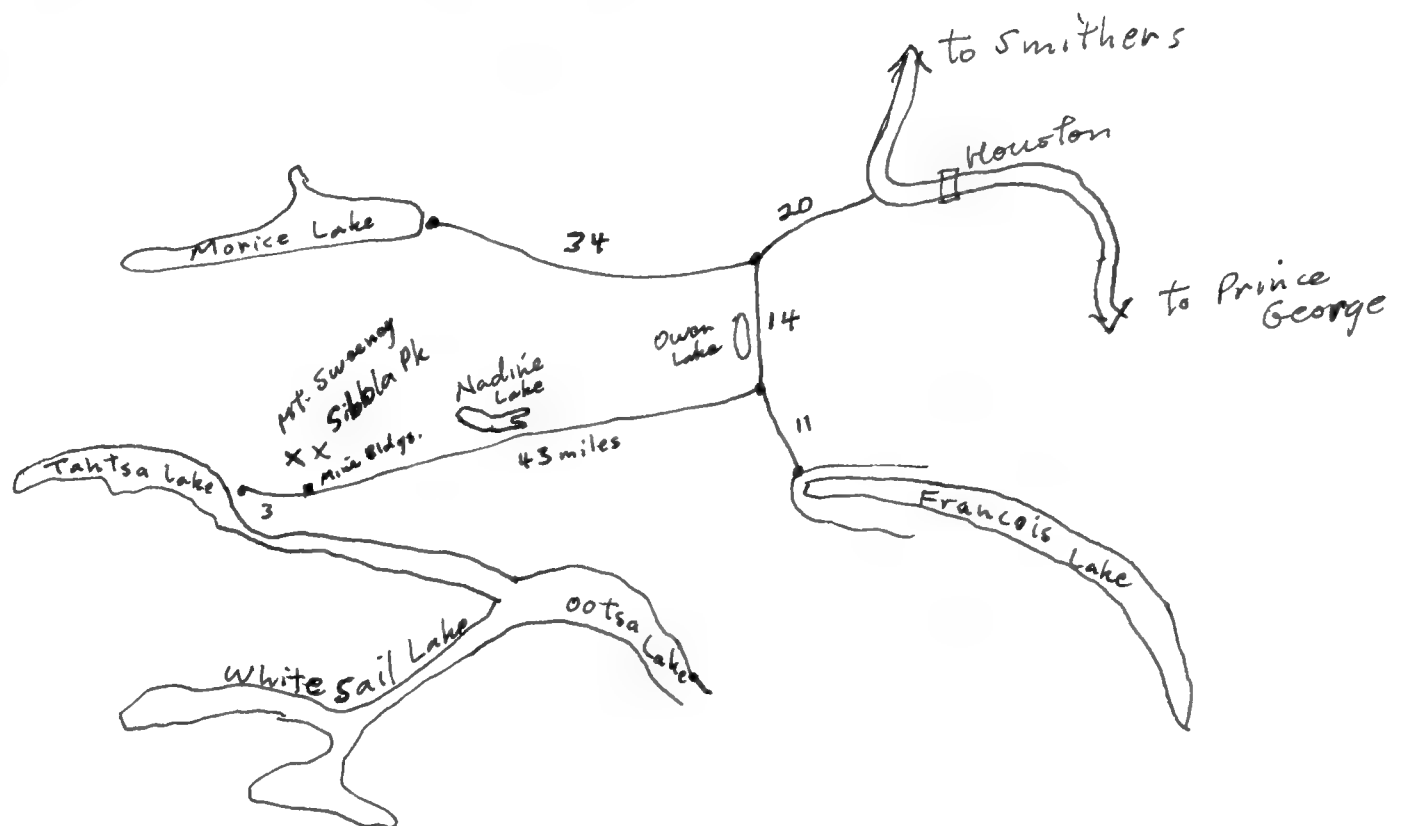 to Smithers
Houston
20
Morice Lake
34
to Prince
George
14
Owen
Lake
Mt. Sweeney
Sibbola Pk
Nadine
Lake
x x
Mine Bldgs.
43 miles
11
Tahtsa Lake
3
Francois Lake
Ootsa Lake
White Sail Lake